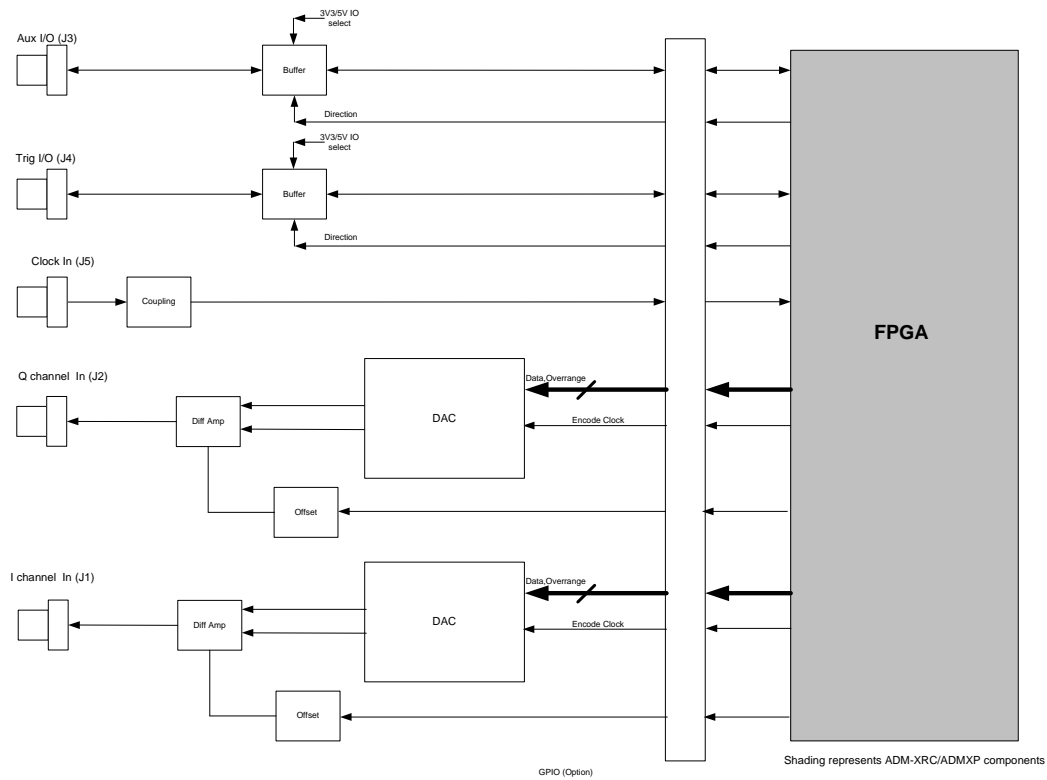 3V3/5V IO
select
Aux I/O (J3)
Buffer
Direction
3V3/5V IO
select
Trig I/O (J4)
Buffer
Direction
Clock In (J5)
Coupling
FPGA
Q channel  In (J2)
Data,Overrange
Diff Amp
DAC
Encode Clock
Offset
I channel  In (J1)
Data,Overrange
Diff Amp
DAC
Encode Clock
Offset
Shading represents ADM-XRC/ADMXP components
GPIO (Option)